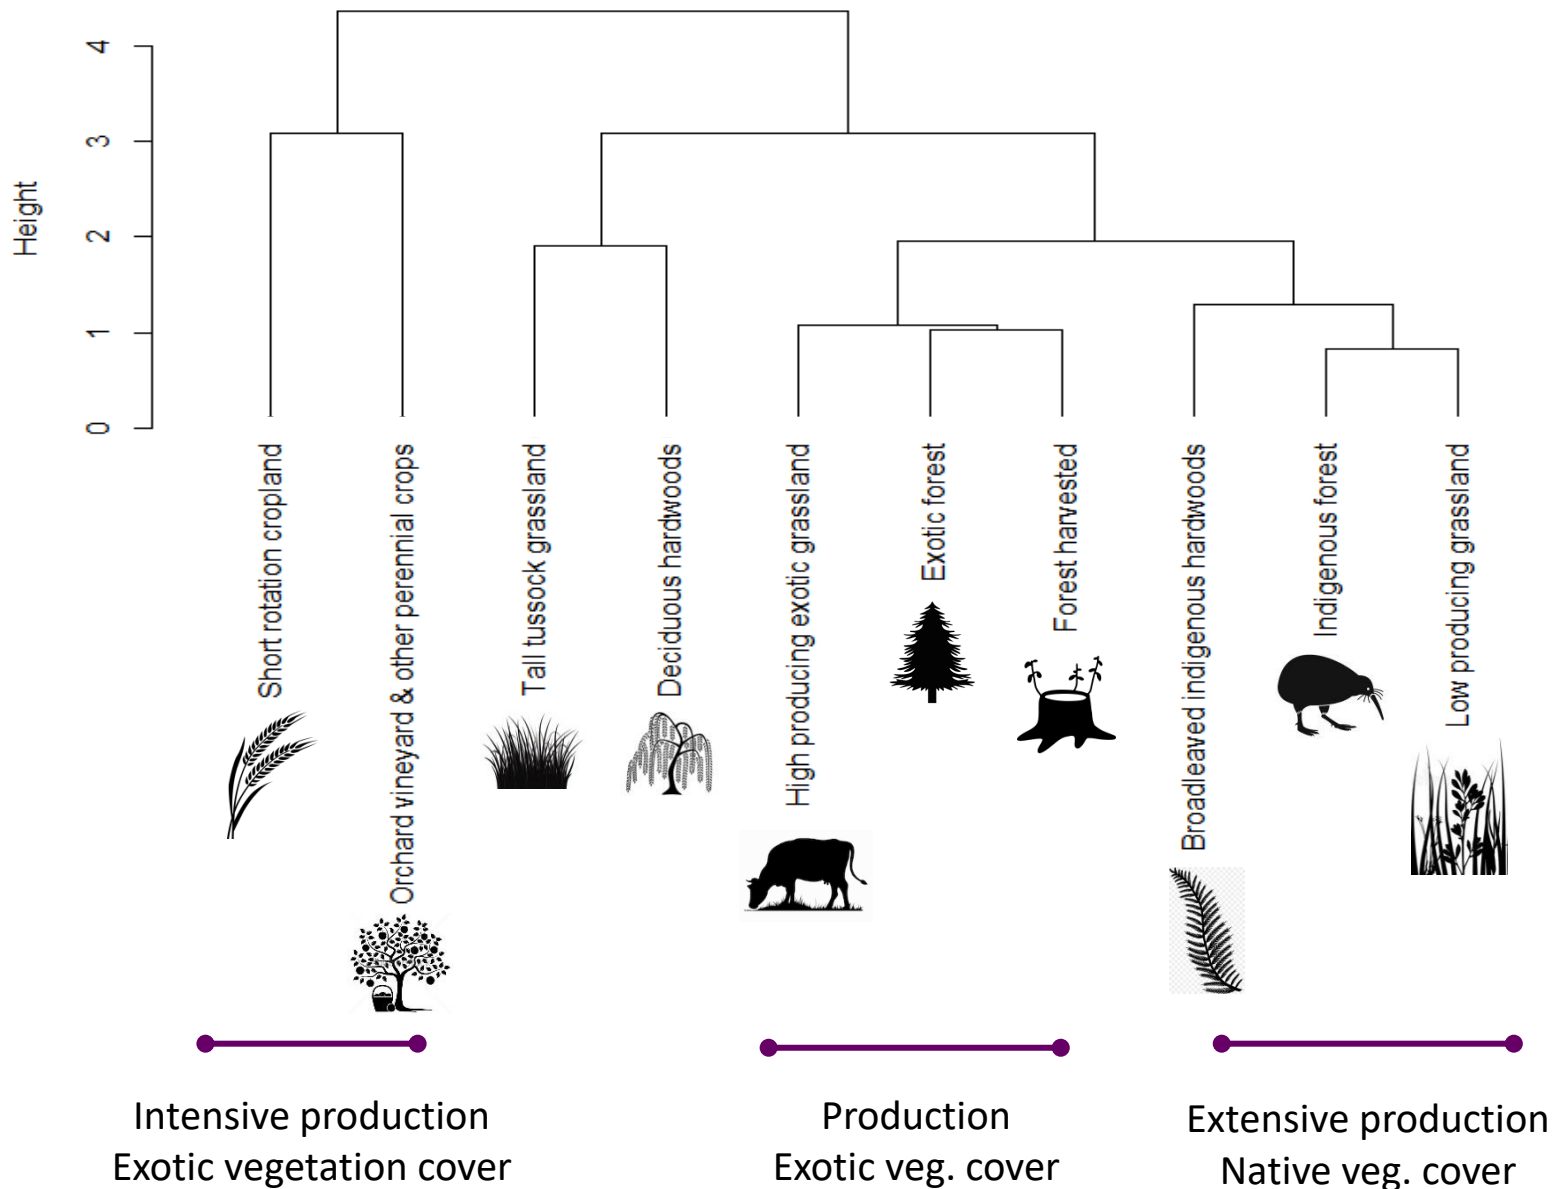 Height
4
3
2
1
0
Short rotation cropland
Orchard vineyard & other perennial crops
Tall tussock grassland
Deciduous hardwoods
High producing exotic grassland
Exotic forest
Forest harvested
Broadleaved indigenous hardwoods
Indigenous forest
Low producing grassland
Intensive production
Exotic vegetation cover
Production
Exotic veg. cover
Extensive production
Native veg. cover